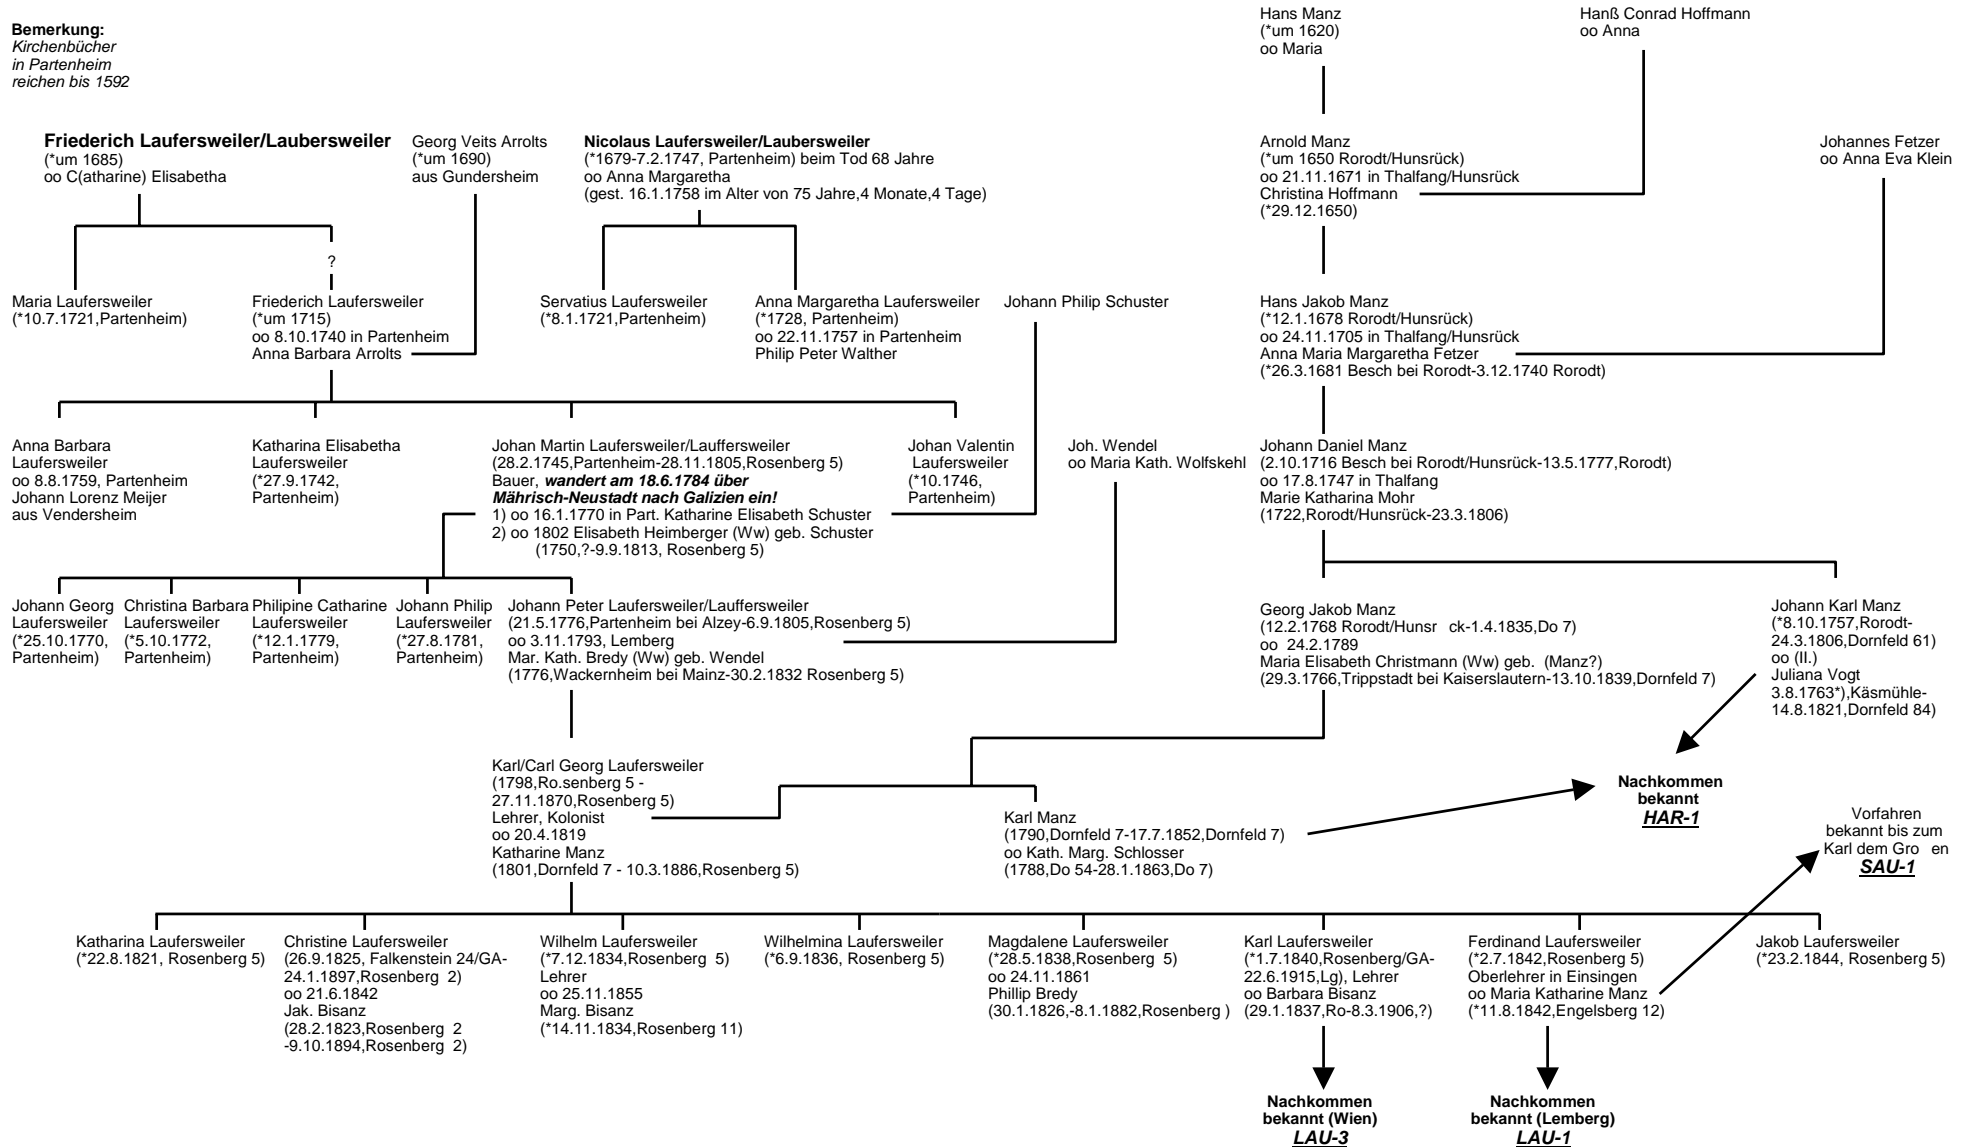 Bemerkung:
Kirchenbücher
in Partenheim
reichen bis 1592
Hans Manz
(*um 1620)
oo Maria
Hanß Conrad Hoffmann
oo Anna
Friederich Laufersweiler/Laubersweiler
(*um 1685)
oo C(atharine) Elisabetha
Georg Veits Arrolts
(*um 1690)
aus Gundersheim
Nicolaus Laufersweiler/Laubersweiler
(*1679-7.2.1747, Partenheim) beim Tod 68 Jahre
oo Anna Margaretha
(gest. 16.1.1758 im Alter von 75 Jahre,4 Monate,4 Tage)
Arnold Manz
(*um 1650 Rorodt/Hunsrück)
oo 21.11.1671 in Thalfang/Hunsrück
Christina Hoffmann
(*29.12.1650)
Johannes Fetzer
oo Anna Eva Klein
?
Maria Laufersweiler
(*10.7.1721,Partenheim)
Friederich Laufersweiler
(*um 1715)
oo 8.10.1740 in Partenheim
Anna Barbara Arrolts
Servatius Laufersweiler
(*8.1.1721,Partenheim)
Anna Margaretha Laufersweiler
(*1728, Partenheim)
oo 22.11.1757 in Partenheim
Philip Peter Walther
Johann Philip Schuster
Hans Jakob Manz
(*12.1.1678 Rorodt/Hunsrück)
oo 24.11.1705 in Thalfang/Hunsrück
Anna Maria Margaretha Fetzer
(*26.3.1681 Besch bei Rorodt-3.12.1740 Rorodt)
Anna Barbara
Laufersweiler
oo 8.8.1759, Partenheim
Johann Lorenz Meijer
aus Vendersheim
Katharina Elisabetha
Laufersweiler
(*27.9.1742,
Partenheim)
Johan Martin Laufersweiler/Lauffersweiler
(28.2.1745,Partenheim-28.11.1805,Rosenberg 5)
Bauer, wandert am 18.6.1784 über
Mährisch-Neustadt nach Galizien ein!
1) oo 16.1.1770 in Part. Katharine Elisabeth Schuster
2) oo 1802 Elisabeth Heimberger (Ww) geb. Schuster
(1750,?-9.9.1813, Rosenberg 5)
Johan Valentin
Laufersweiler
(*10.1746,
Partenheim)
Joh. Wendel
oo Maria Kath. Wolfskehl
Johann Daniel Manz
(2.10.1716 Besch bei Rorodt/Hunsrück-13.5.1777,Rorodt)
oo 17.8.1747 in Thalfang
Marie Katharina Mohr
(1722,Rorodt/Hunsrück-23.3.1806)
Johann Georg
Laufersweiler
(*25.10.1770,
Partenheim)
Christina Barbara
Laufersweiler
(*5.10.1772,
Partenheim)
Philipine Catharine
Laufersweiler
(*12.1.1779,
Partenheim)
Johann Philip
Laufersweiler
(*27.8.1781,
Partenheim)
Johann Peter Laufersweiler/Lauffersweiler
(21.5.1776,Partenheim bei Alzey-6.9.1805,Rosenberg 5)
oo 3.11.1793, Lemberg
Mar. Kath. Bredy (Ww) geb. Wendel
(1776,Wackernheim bei Mainz-30.2.1832 Rosenberg 5)
Georg Jakob Manz
(12.2.1768 Rorodt/Hunsr ck-1.4.1835,Do 7)
oo 24.2.1789
Maria Elisabeth Christmann (Ww) geb. (Manz?)
(29.3.1766,Trippstadt bei Kaiserslautern-13.10.1839,Dornfeld 7)
Johann Karl Manz
(*8.10.1757,Rorodt-
24.3.1806,Dornfeld 61)
oo (II.)
Juliana Vogt
3.8.1763*),Käsmühle-
14.8.1821,Dornfeld 84)
Karl/Carl Georg Laufersweiler
(1798,Ro.senberg 5 -
27.11.1870,Rosenberg 5)
Lehrer, Kolonist
oo 20.4.1819
Katharine Manz
(1801,Dornfeld 7 - 10.3.1886,Rosenberg 5)
Karl Manz
(1790,Dornfeld 7-17.7.1852,Dornfeld 7)
oo Kath. Marg. Schlosser
(1788,Do 54-28.1.1863,Do 7)
Nachkommen
bekannt
HAR-1
Vorfahren
bekannt bis zum
Karl dem Gro en
SAU-1
Katharina Laufersweiler
(*22.8.1821, Rosenberg 5)
Christine Laufersweiler
(26.9.1825, Falkenstein 24/GA-
24.1.1897,Rosenberg 2)
oo 21.6.1842
Jak. Bisanz
(28.2.1823,Rosenberg 2
-9.10.1894,Rosenberg 2)
Wilhelm Laufersweiler
(*7.12.1834,Rosenberg 5)
Lehrer
oo 25.11.1855
Marg. Bisanz
(*14.11.1834,Rosenberg 11)
Wilhelmina Laufersweiler
(*6.9.1836, Rosenberg 5)
Magdalene Laufersweiler
(*28.5.1838,Rosenberg 5)
oo 24.11.1861
Phillip Bredy
(30.1.1826,-8.1.1882,Rosenberg )
Karl Laufersweiler
(*1.7.1840,Rosenberg/GA-
22.6.1915,Lg), Lehrer
oo Barbara Bisanz
(29.1.1837,Ro-8.3.1906,?)
Ferdinand Laufersweiler
(*2.7.1842,Rosenberg 5)
Oberlehrer in Einsingen
oo Maria Katharine Manz
(*11.8.1842,Engelsberg 12)
Jakob Laufersweiler
(*23.2.1844, Rosenberg 5)
Nachkommen
bekannt (Wien)
LAU-3
Nachkommen
bekannt (Lemberg)
LAU-1